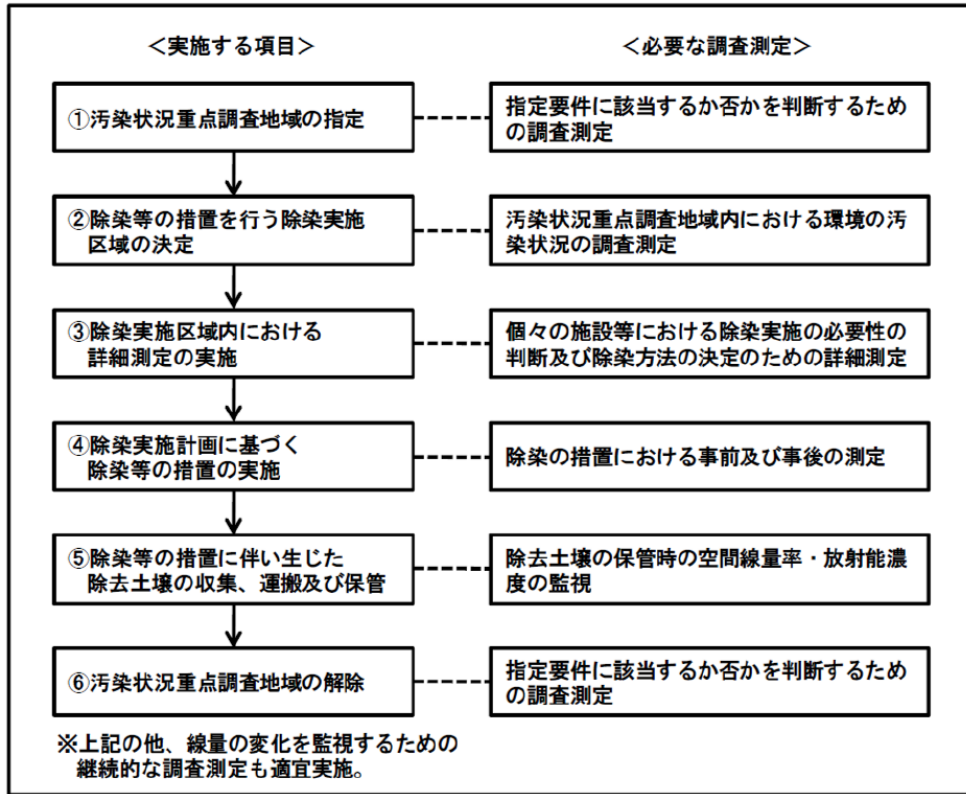 ＜実施する項目＞
＜必要な調査測定＞
①汚染状況重点調査地域の指定
指定要件に該当するか否かを判断するため
の調査測定
②除染等の措置を行う除染実施
区域の決定
汚染状況重点調査地域内における環境の汚
染状況の調査測定
③除染実施区域内における
詳細測定の実施
個々の施設等における除染実施の必要性の
判断及び除染方法の決定のための詳細測定
④除染実施計画に基づく
除染等の措置の実施
除染の措置における事前及び事後の測定
⑤除染等の措置に伴い生じた
除去土壌の収集、運搬及び保管
除去土壌の保管時の空間線量率・放射能濃
度の監視
⑥汚染状況重点調査地域の解除
指定要件に該当するか否かを判断するため
の調査測定
※上記の他、線量の変化を監視するための
継続的な調査測定も適宜実施。